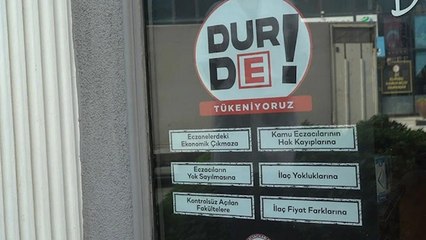 DUR
DE!
TÜKENİYORUZ
Eczanelerdeki
Ekonomik Çıkmaza
Kamu Eczacılarının
Hak Kayıplarına
Eczacıların
Yok Sayılmasına
İlaç Yokluklarına
Kontrolsüz Açılan
Fakültelere
İlaç Fiyat Farklarına